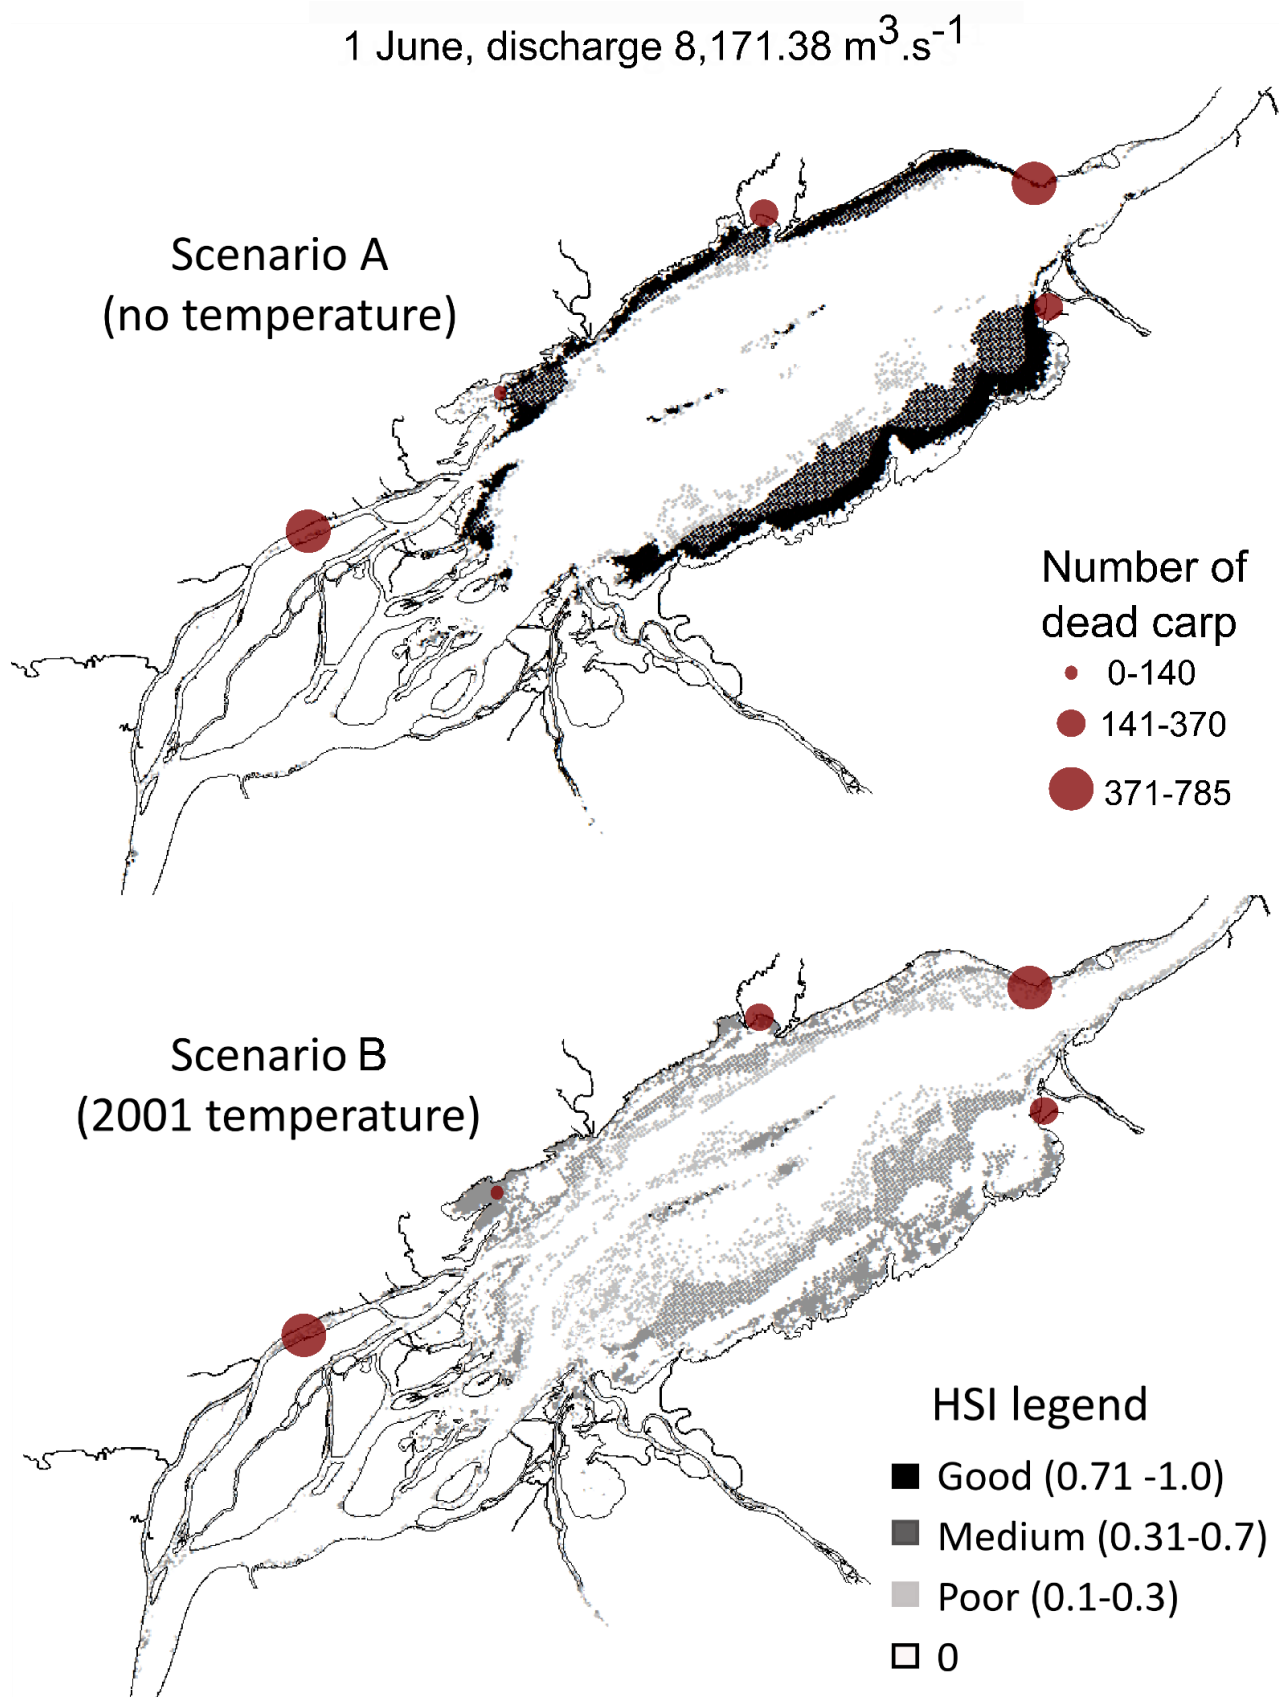 1 June, discharge 8,171.38 m³.s⁻¹
Scenario A
(no temperature)
Number of
dead carp
0-140
141-370
371-785
Scenario B
(2001 temperature)
HSI legend
Good (0.71 -1.0)
Medium (0.31-0.7)
Poor (0.1-0.3)
0